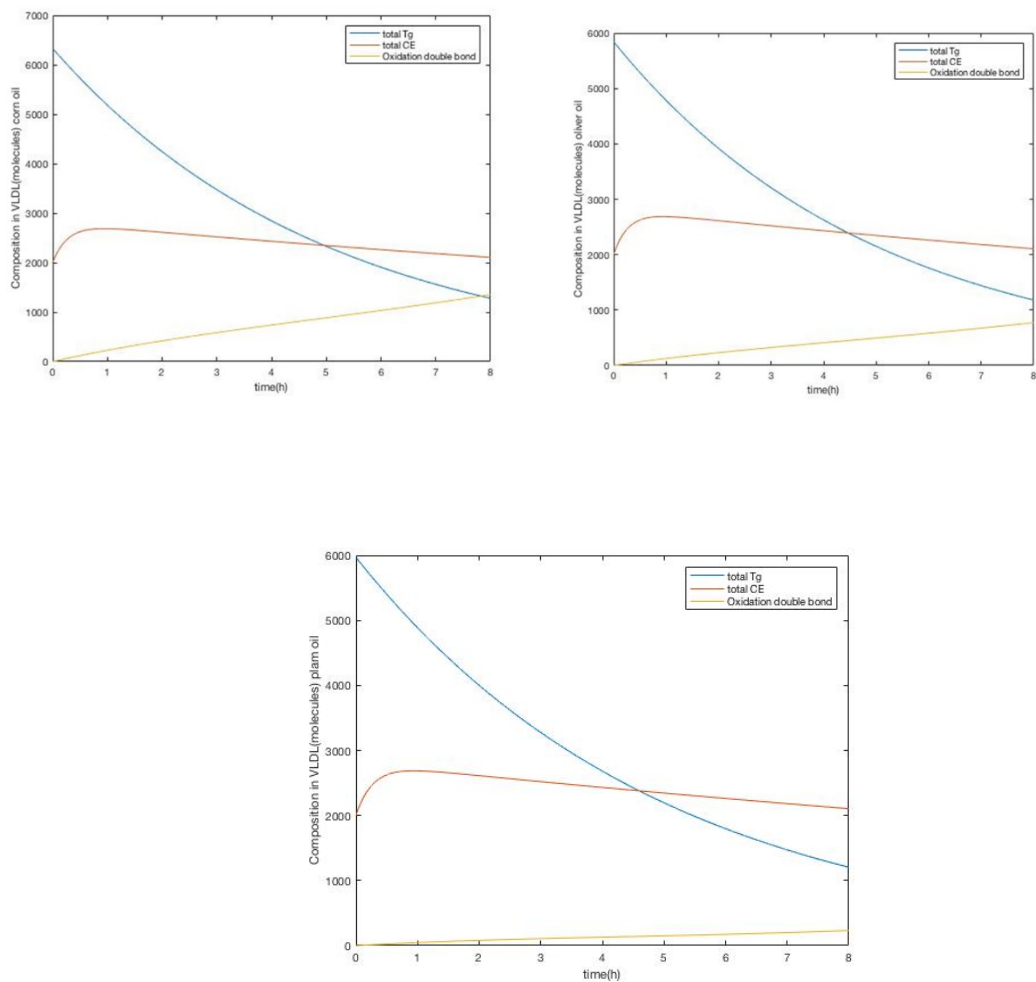 7000
6000
5000
4000
3000
2000
1000
0
Composition in VLDL(molecules) corn oil
total Tg
total CE
Oxidation double bond
0 1 2 3 4 5 6 7 8
time(h)
6000
5000
4000
3000
2000
1000
0
Composition in VLDL(molecules) oliver oil
total Tg
total CE
Oxidation double bond
0 1 2 3 4 5 6 7 8
time(h)
6000
5000
4000
3000
2000
1000
0
Composition in VLDL(molecules) plam oil
total Tg
total CE
Oxidation double bond
0 1 2 3 4 5 6 7 8
time(h)